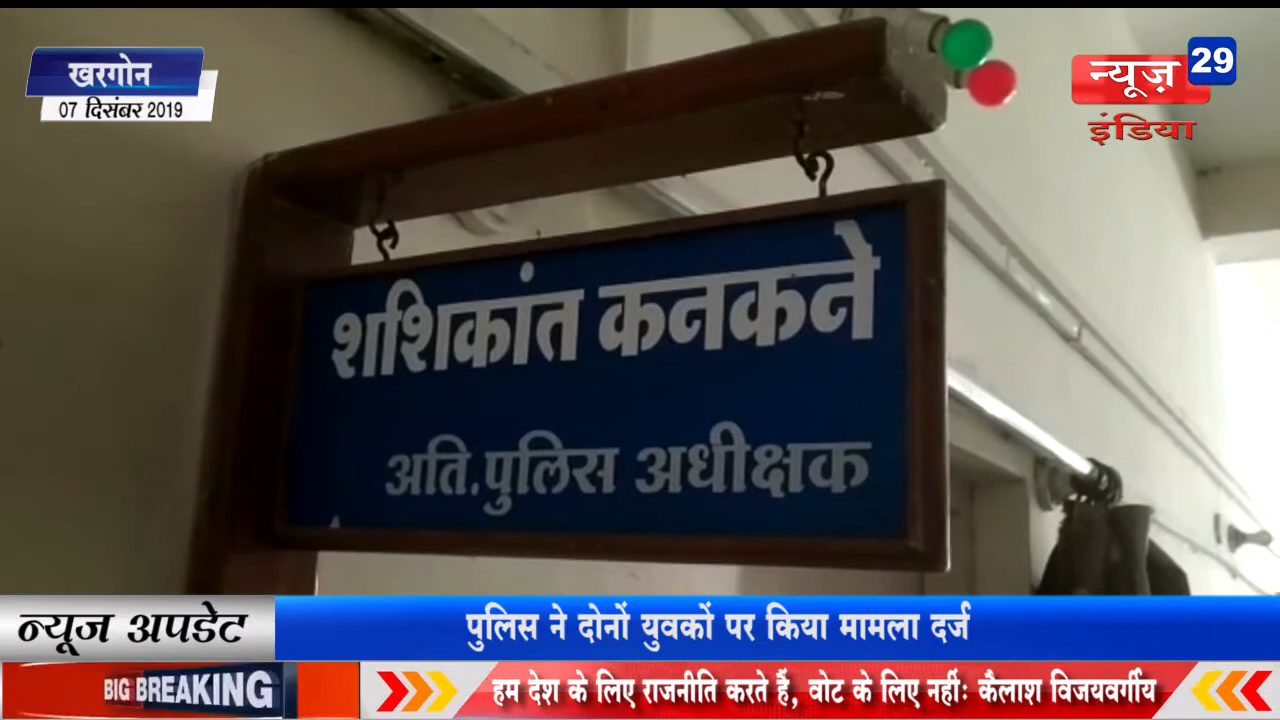 खरगोन
07 दिसंबर 2019
न्यूज़ 29
इंडिया
शशिकांत कनकने
अति.पुलिस अधीक्षक
न्यूज अपडेट
पुलिस ने दोनों युवकों पर किया मामला दर्ज
BIG BREAKING
हम देश के लिए राजनीति करते हैं, वोट के लिए नहीं: कैलाश विजयवर्गीय